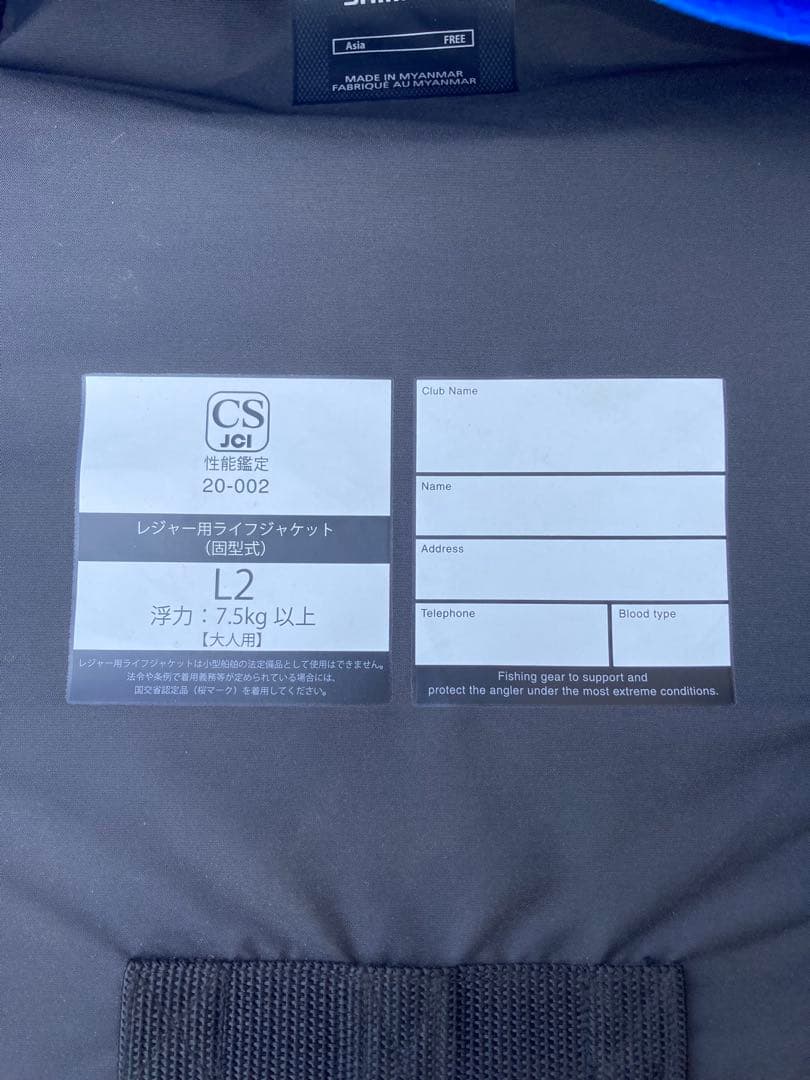 Asia FREE
MADE IN MYANMAR
FABRIQUÉ AU MYANMAR
CS
JCI
性能鑑定
20-002
レジャー用ライフジャケット
（固型式）
L2
浮力：7.5kg 以上
【大人用】
レジャー用ライフジャケットは小型船舶の法定備品として使用はできません。
法令や条例で着用義務等が定められている場合には、
国交省認定品（桜マーク）を着用してください。
Club Name
Name
Address
Telephone
Blood type
Fishing gear to support and
protect the angler under the most extreme conditions.